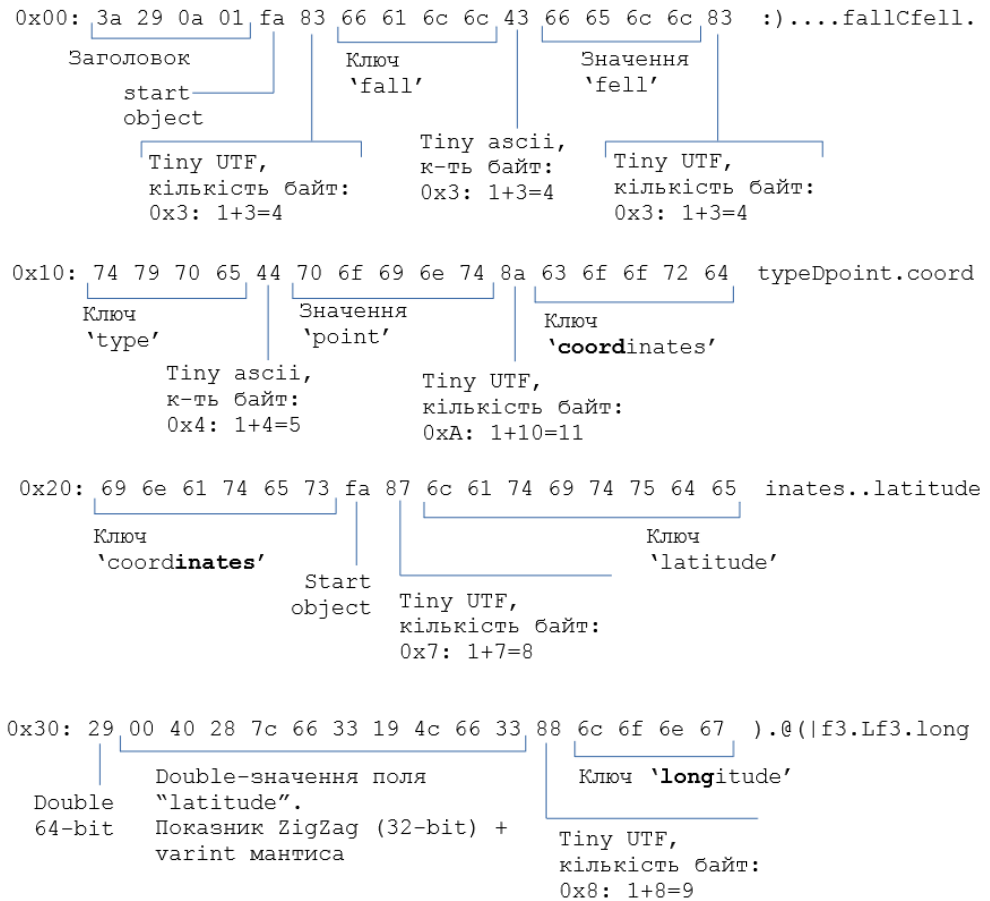 0x00: 3a 29 0a 01 fa 83 66 61 6c 6c 43 66 65 6c 6c 83 :)....fallCfell.
Заголовок
start
object
Ключ
‘fall’
Значення
‘fell’
Tiny UTF,
кількість байт:
0x3: 1+3=4
Tiny ascii,
к-ть байт:
0x3: 1+3=4
Tiny UTF,
кількість байт:
0x3: 1+3=4
0x10: 74 79 70 65 44 70 6f 69 6e 74 8a 63 6f 6f 72 64 typeDpoint.coord
Ключ
‘type’
Значення
‘point’
Ключ
‘coordinates’
Tiny ascii,
к-ть байт:
0x4: 1+4=5
Tiny UTF,
кількість байт:
0xA: 1+10=11
0x20: 69 6e 61 74 65 73 fa 87 6c 61 74 69 74 75 64 65 inates..latitude
Ключ
‘coordinates’
Ключ
‘latitude’
Start
object
Tiny UTF,
кількість байт:
0x7: 1+7=8
0x30: 29 00 40 28 7c 66 33 19 4c 66 33 88 6c 6f 6e 67 ).@(|f3.Lf3.long
Double
64-bit
Double-значення поля
“latitude”.
Показник ZigZag (32-bit) +
varint мантиса
Ключ ‘longitude’
Tiny UTF,
кількість байт:
0x8: 1+8=9